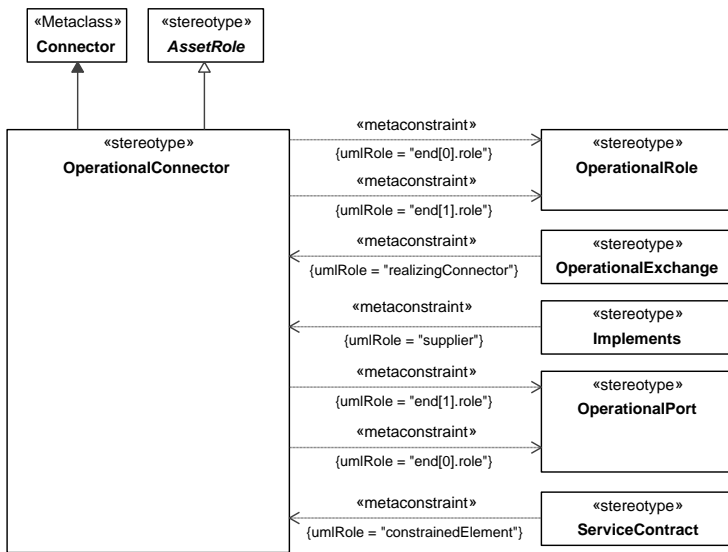 «Metaclass»
Connector
«stereotype»
AssetRole
«stereotype»
OperationalConnector
«metaconstraint»
{umlRole = "end[0].role"}
«metaconstraint»
{umlRole = "end[1].role"}
«stereotype»
OperationalRole
«metaconstraint»
{umlRole = "realizingConnector"}
«stereotype»
OperationalExchange
«metaconstraint»
{umlRole = "supplier"}
«stereotype»
Implements
«metaconstraint»
{umlRole = "end[1].role"}
«metaconstraint»
{umlRole = "end[0].role"}
«stereotype»
OperationalPort
«metaconstraint»
{umlRole = "constrainedElement"}
«stereotype»
ServiceContract